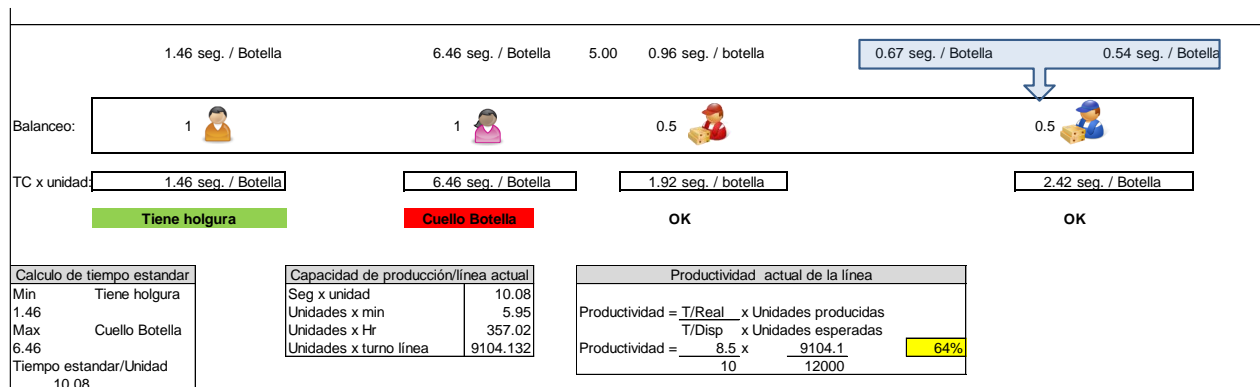 1.46 seg. / Botella 6.46 seg. / Botella 5.00 0.96 seg. / botella 0.67 seg. / Botella 0.54 seg. / Botella
Balanceo: 1 1 0.5 0.5
TC x unidad: 1.46 seg. / Botella 6.46 seg. / Botella 1.92 seg. / botella 2.42 seg. / Botella
Tiene holgura Cuello Botella OK OK
Calculo de tiempo estandar
Min Tiene holgura
1.46
Max Cuello Botella
6.46
Tiempo estandar/Unidad
10.08
Capacidad de producción/línea actual
Seg x unidad 10.08
Unidades x min 5.95
Unidades x Hr 357.02
Unidades x turno línea 9104.132
Productividad actual de la línea
Productividad = T/Real x Unidades producidas
T/Disp x Unidades esperadas
Productividad = 8.5 x 9104.1 64%
10 12000